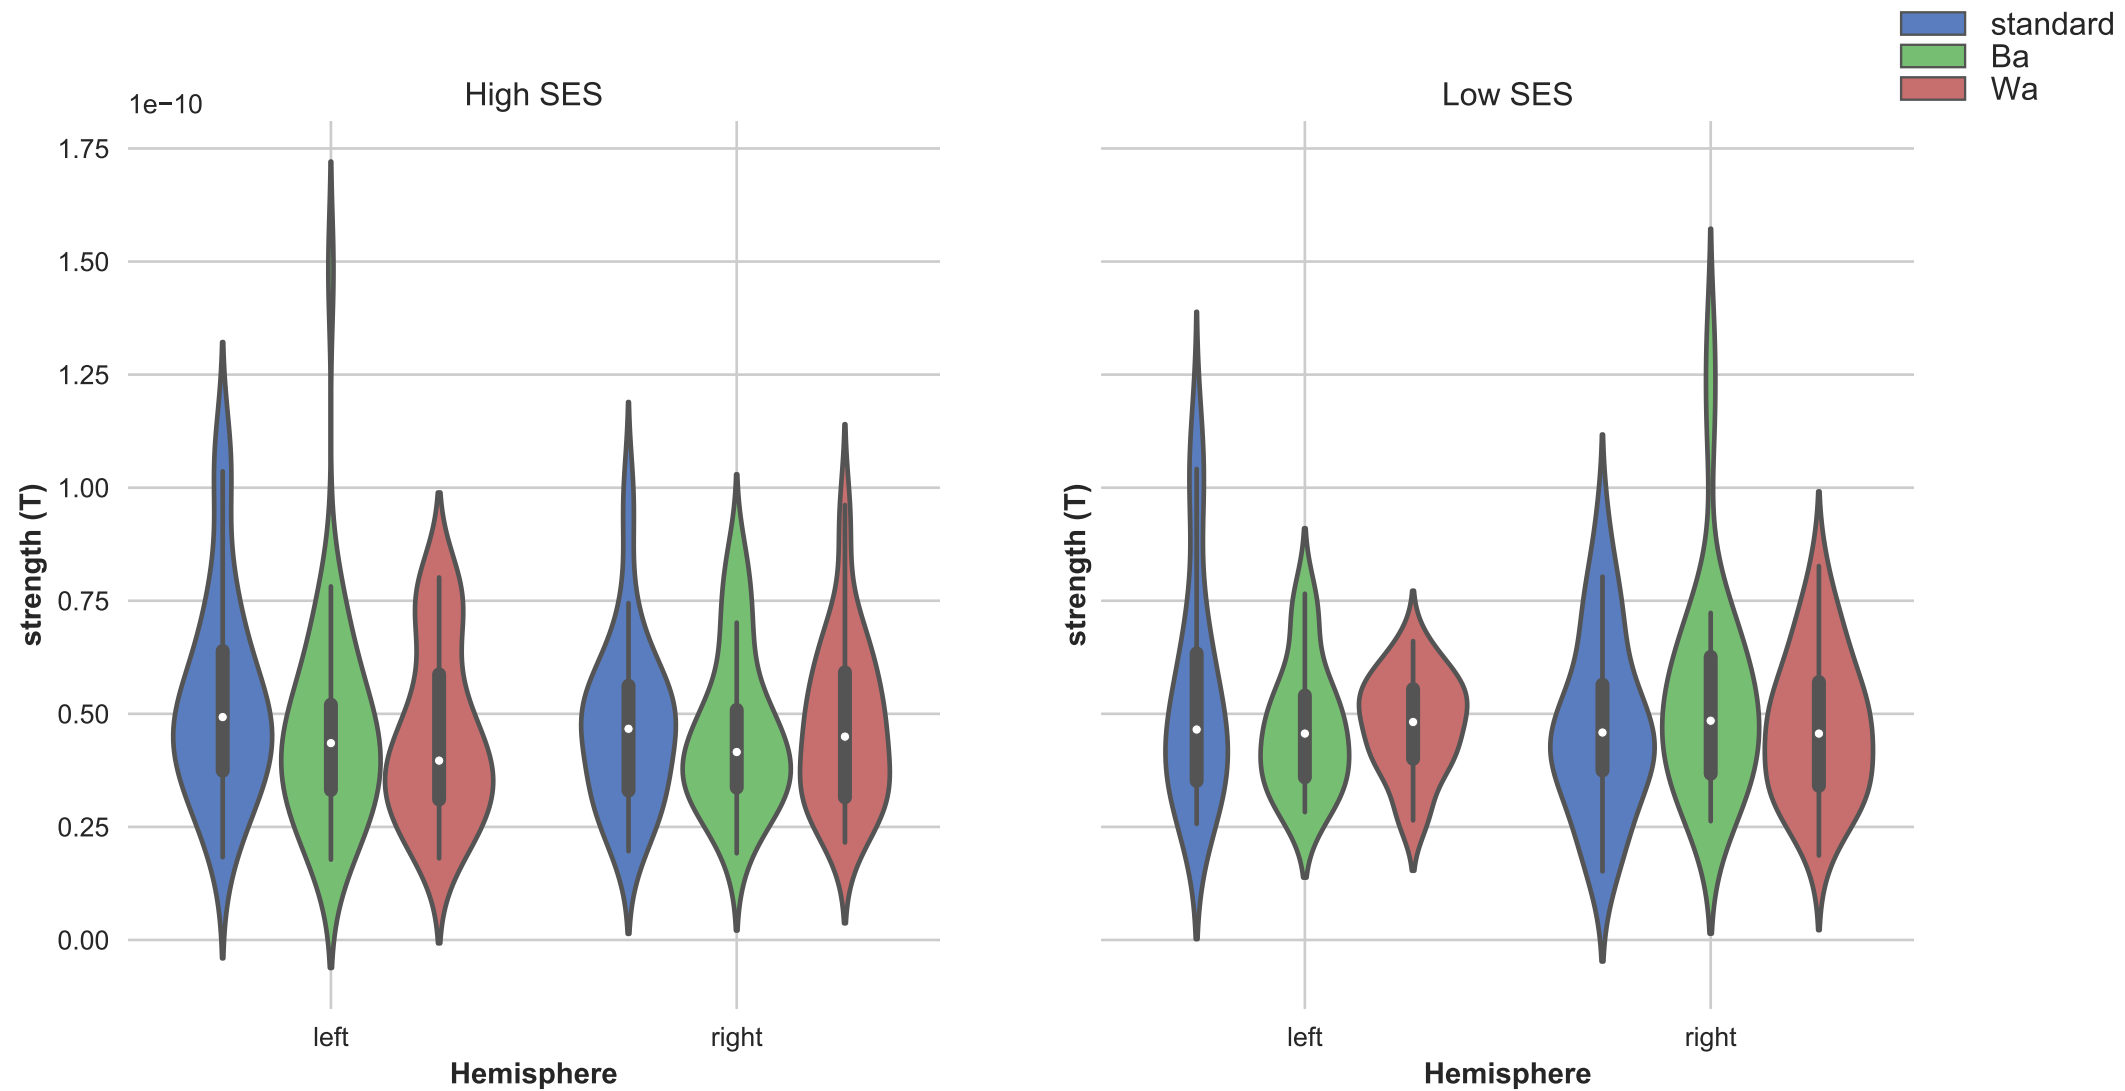 standard
Ba
Wa
High SES
Low SES
1e−10
1.75
1.50
1.25
1.00
0.75
0.50
0.25
0.00
strength (T)
strength (T)
left
right
left
right
Hemisphere
Hemisphere